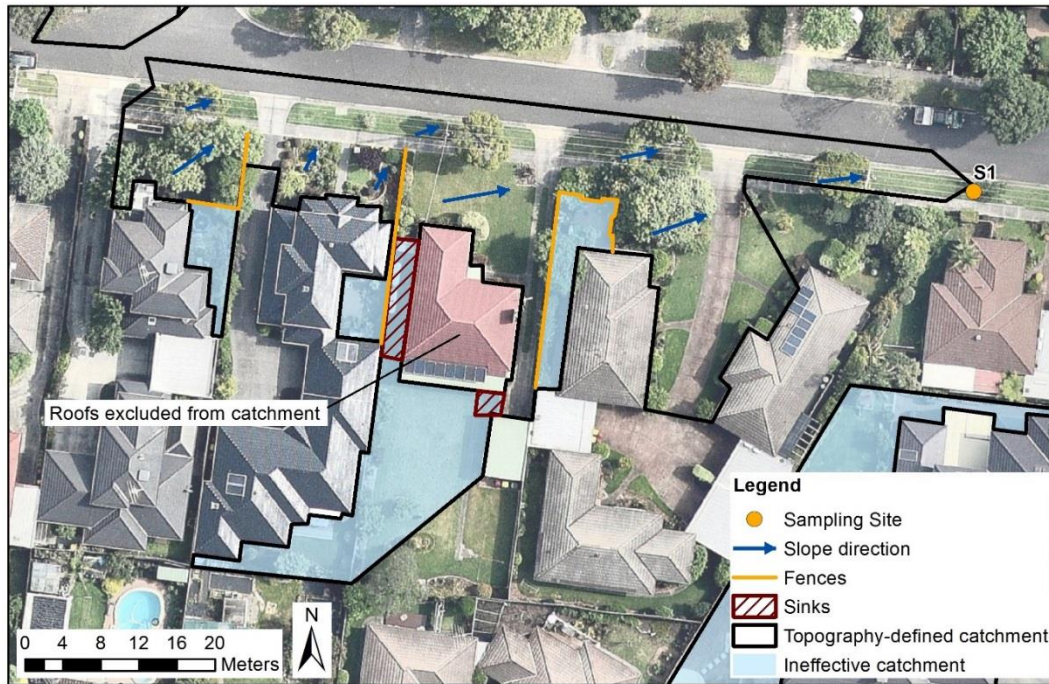 S1
Roofs excluded from catchment
Legend
Sampling Site
Slope direction
Fences
Sinks
Topography-defined catchment
Ineffective catchment
N
0 4 8 12 16 20
Meters